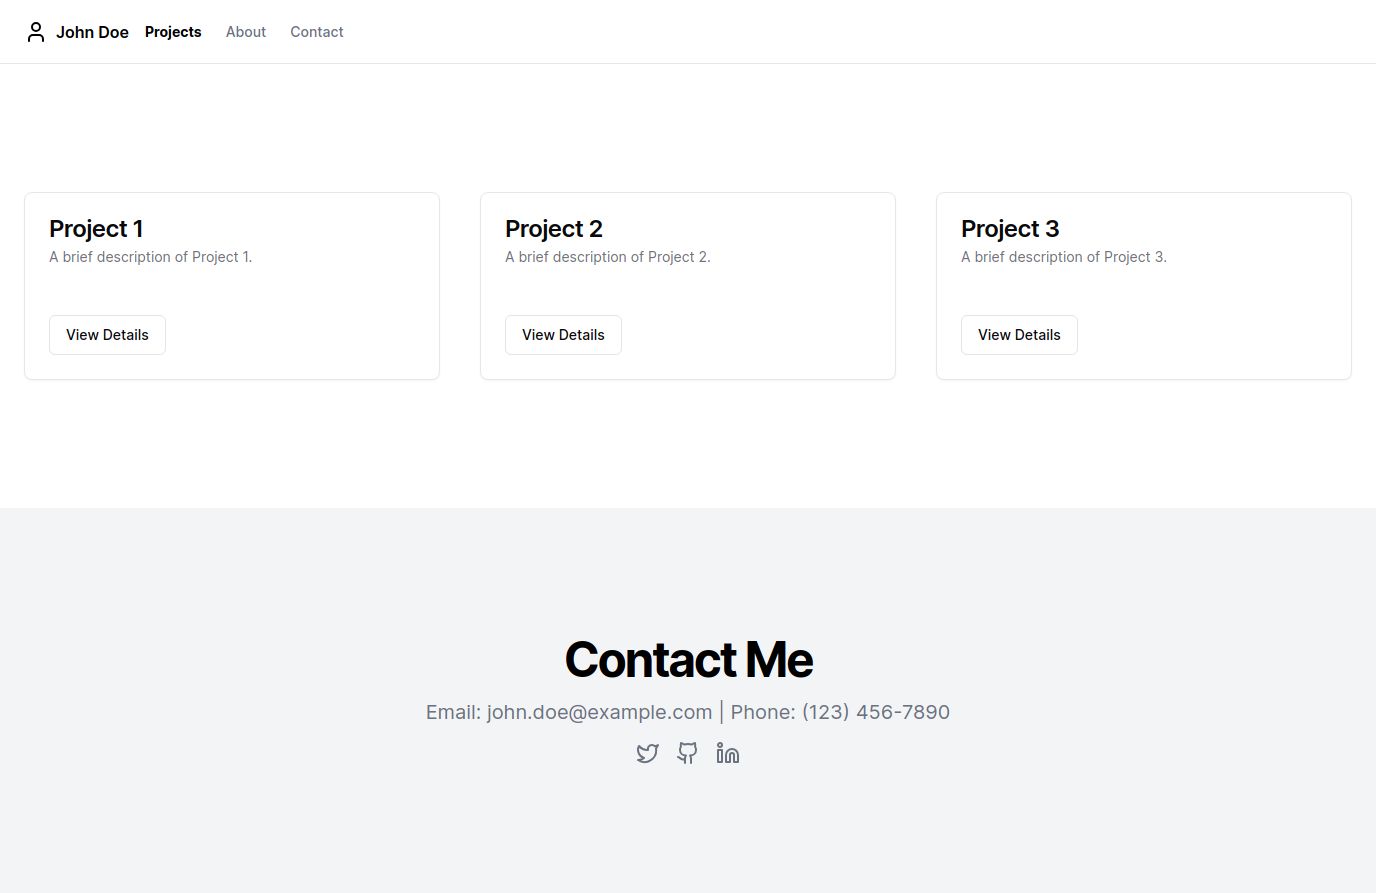 John Doe Projects About Contact
Project 1
A brief description of Project 1.
View Details
Project 2
A brief description of Project 2.
View Details
Project 3
A brief description of Project 3.
View Details
Contact Me
Email: john.doe@example.com | Phone: (123) 456-7890